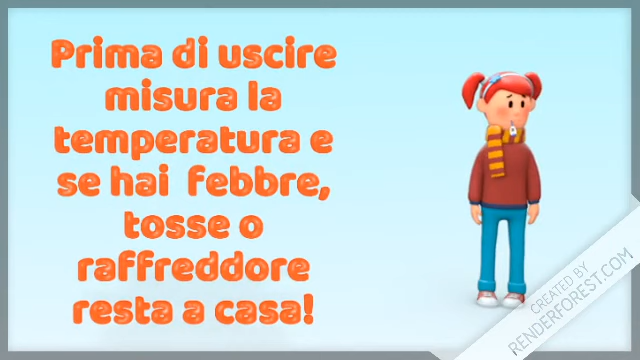 Prima di uscire
misura la
temperatura e
se hai febbre,
tosse o
raffreddore
resta a casa!
CREATED BY
RENDERFOREST.COM